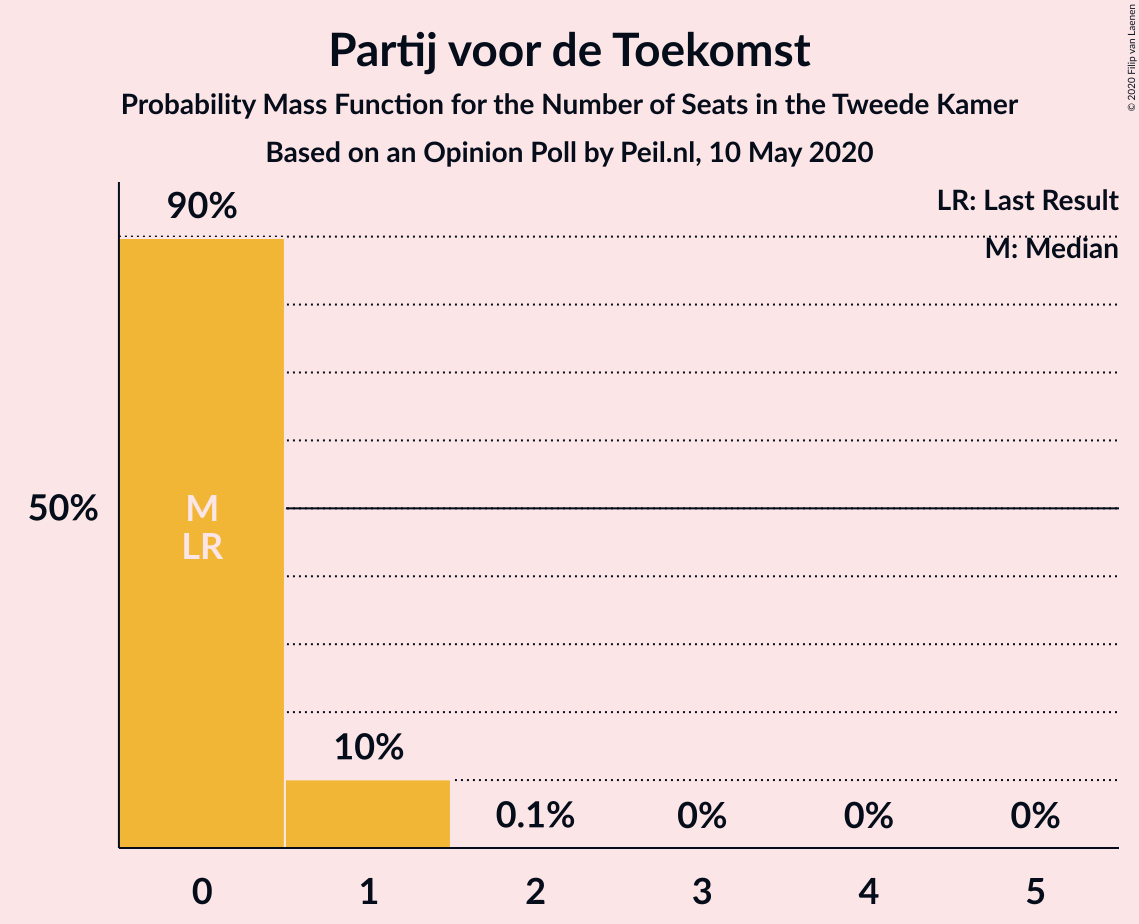 Partij voor de Toekomst
Probability Mass Function for the Number of Seats in the Tweede Kamer
Based on an Opinion Poll by Peil.nl, 10 May 2020
© 2020 Filip van Laenen
LR: Last Result
M: Median
90%
50%
M
LR
10%
0.1%
0%
0%
0%
0
1
2
3
4
5